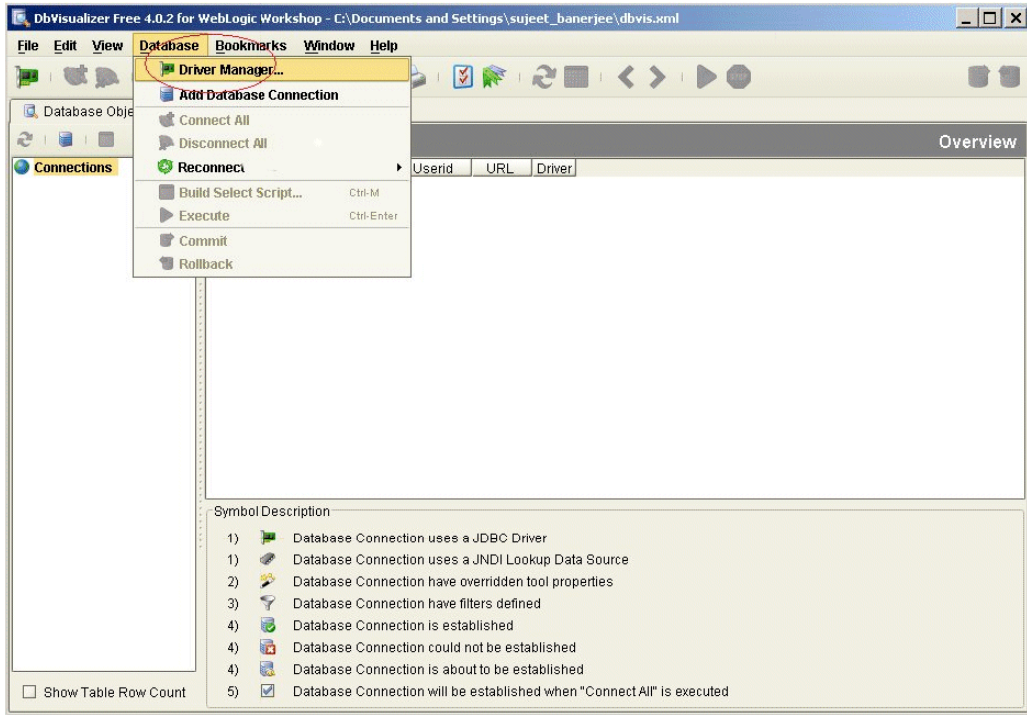 DbVisualizer Free 4.0.2 for WebLogic Workshop - C:\Documents and Settings\sujeet_banerjee\dbvis.xml
File Edit View Database Bookmarks Window Help
Driver Manager...
Add Database Connection
Connect All
Disconnect All
Reconnect
Build Select Script... Ctrl-M
Execute Ctrl-Enter
Commit
Rollback
STOP
Database Obje
Overview
Connections
Userid URL Driver
Symbol Description
1) Database Connection uses a JDBC Driver
1) Database Connection uses a JNDI Lookup Data Source
2) Database Connection have overridden tool properties
3) Database Connection have filters defined
4) Database Connection is established
4) Database Connection could not be established
4) Database Connection is about to be established
5) Database Connection will be established when "Connect All" is executed
Show Table Row Count